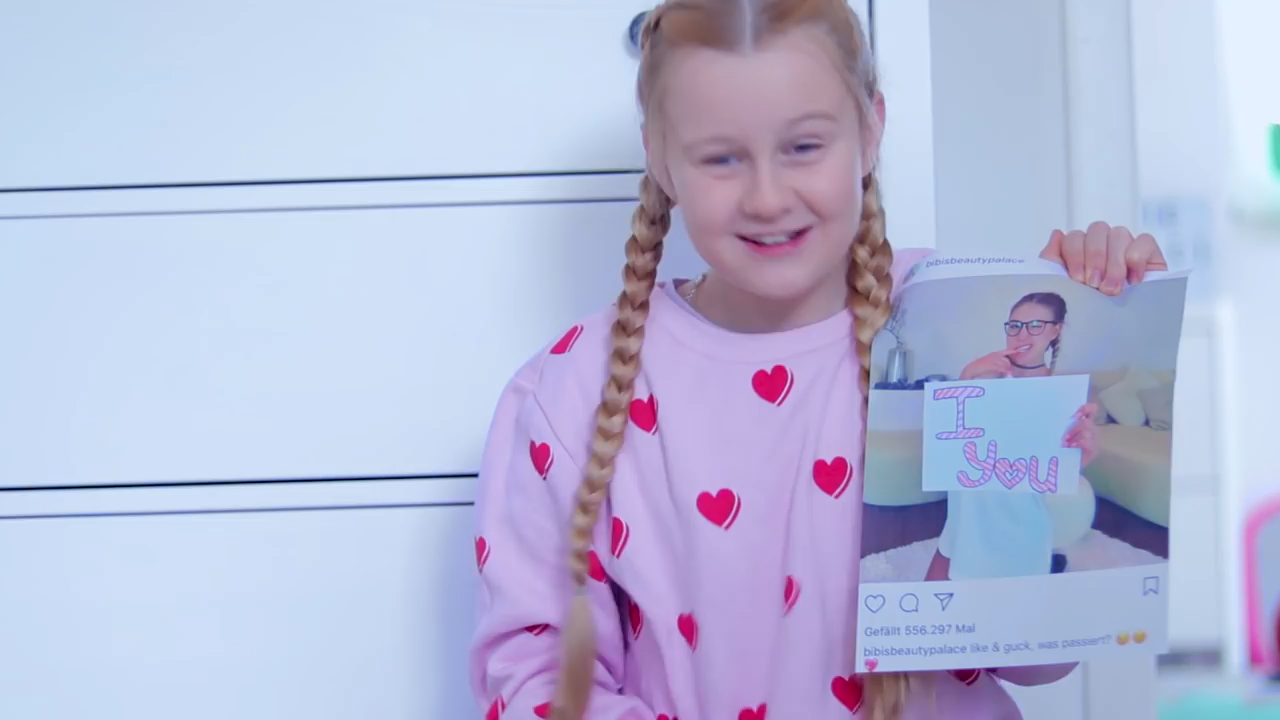 bibisbeautypalace
I
You
Gefällt 556.297 Mal
bibisbeautypalace like & guck, was passiert? 😏😏